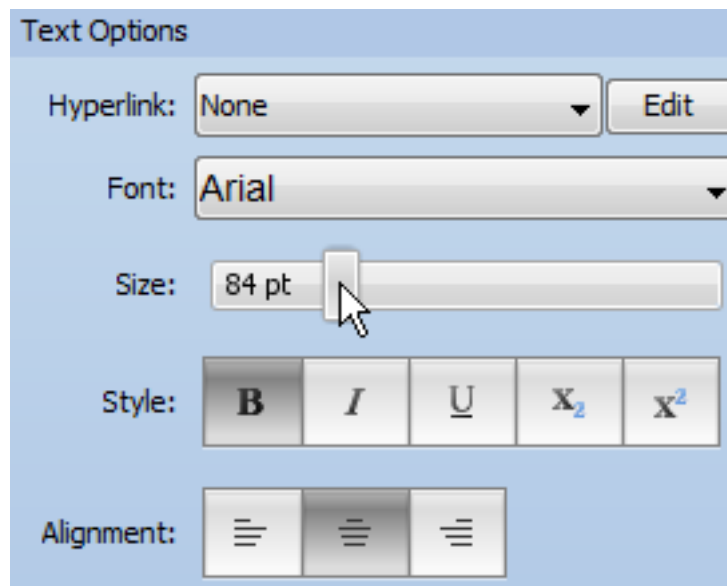 Text Options
Hyperlink: None Edit
Font: Arial
Size: 84 pt
Style: B I U X2 X²
Alignment: